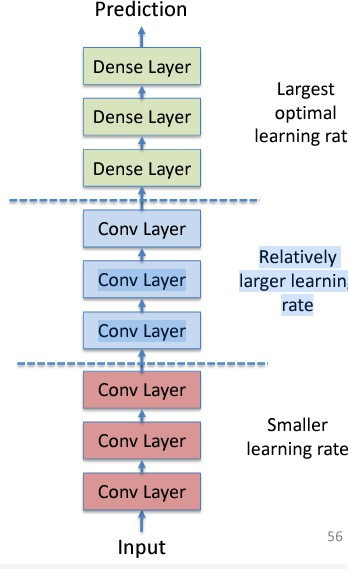 Prediction
Dense Layer
Dense Layer
Dense Layer
Largest
optimal
learning rat
Conv Layer
Conv Layer
Conv Layer
Relatively
larger learnin
rate
Conv Layer
Conv Layer
Conv Layer
Smaller
learning rate
Input
56